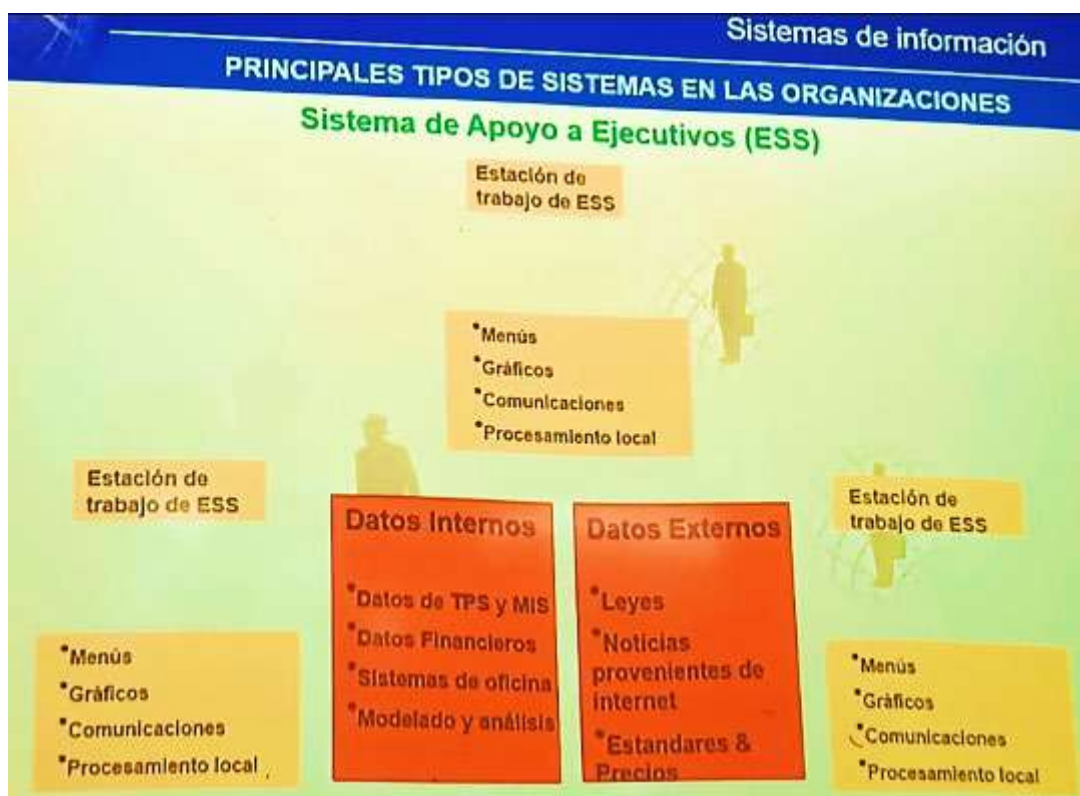 Sistemas de información
PRINCIPALES TIPOS DE SISTEMAS EN LAS ORGANIZACIONES
Sistema de Apoyo a Ejecutivos (ESS)
Estación de
trabajo de ESS
•Menús
•Gráficos
•Comunicaciones
•Procesamiento local
Estación de
trabajo de ESS
•Menús
•Gráficos
•Comunicaciones
•Procesamiento local
Datos Internos
•Datos de TPS y MIS
•Datos Financieros
•Sistemas de oficina
•Modelado y análisis
Datos Externos
•Leyes
•Noticias
provenientes de
internet
•Estandares &
Precios
Estación de
trabajo de ESS
•Menús
•Gráficos
•Comunicaciones
•Procesamiento local